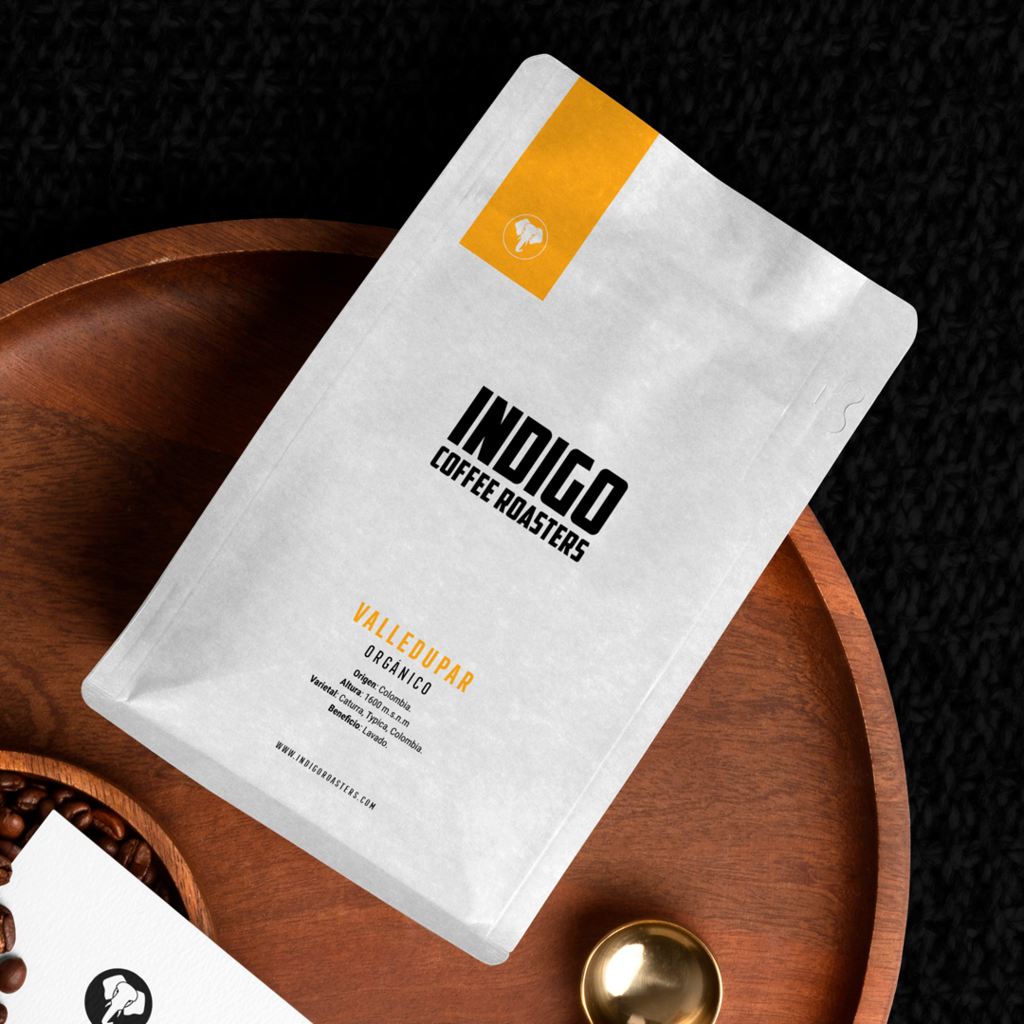 INDIGO
COFFEE ROASTERS
VALLEDUPAR
ORGÁNICO
Origen: Colombia.
Altura: 1600 m.s.n.m
Varietal: Caturra, Typica, Colombia.
Beneficio: Lavado.
WWW.INDIGOROASTERS.COM